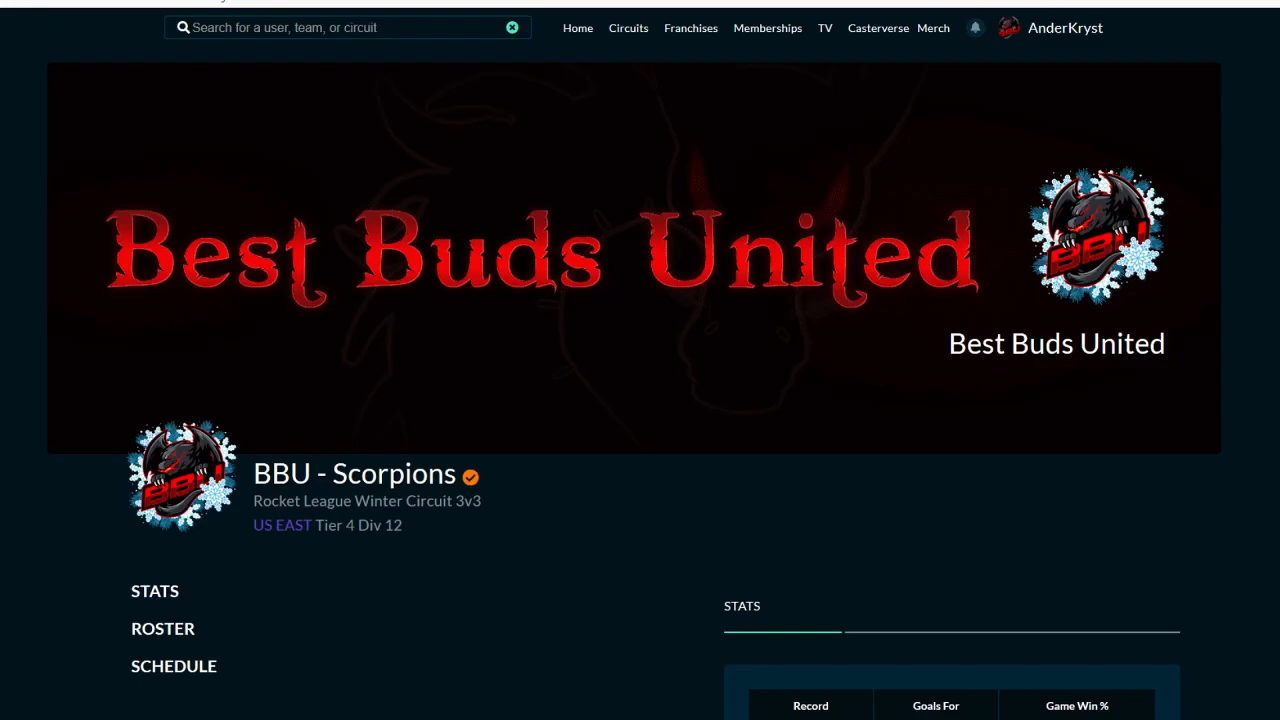 Search for a user, team, or circuit
Home Circuits Franchises Memberships TV Casterverse Merch AnderKryst
Best Buds United
BBU
Best Buds United
BBU
BBU - Scorpions
Rocket League Winter Circuit 3v3
US EAST Tier 4 Div 12
STATS
ROSTER
SCHEDULE
STATS
Record Goals For Game Win %